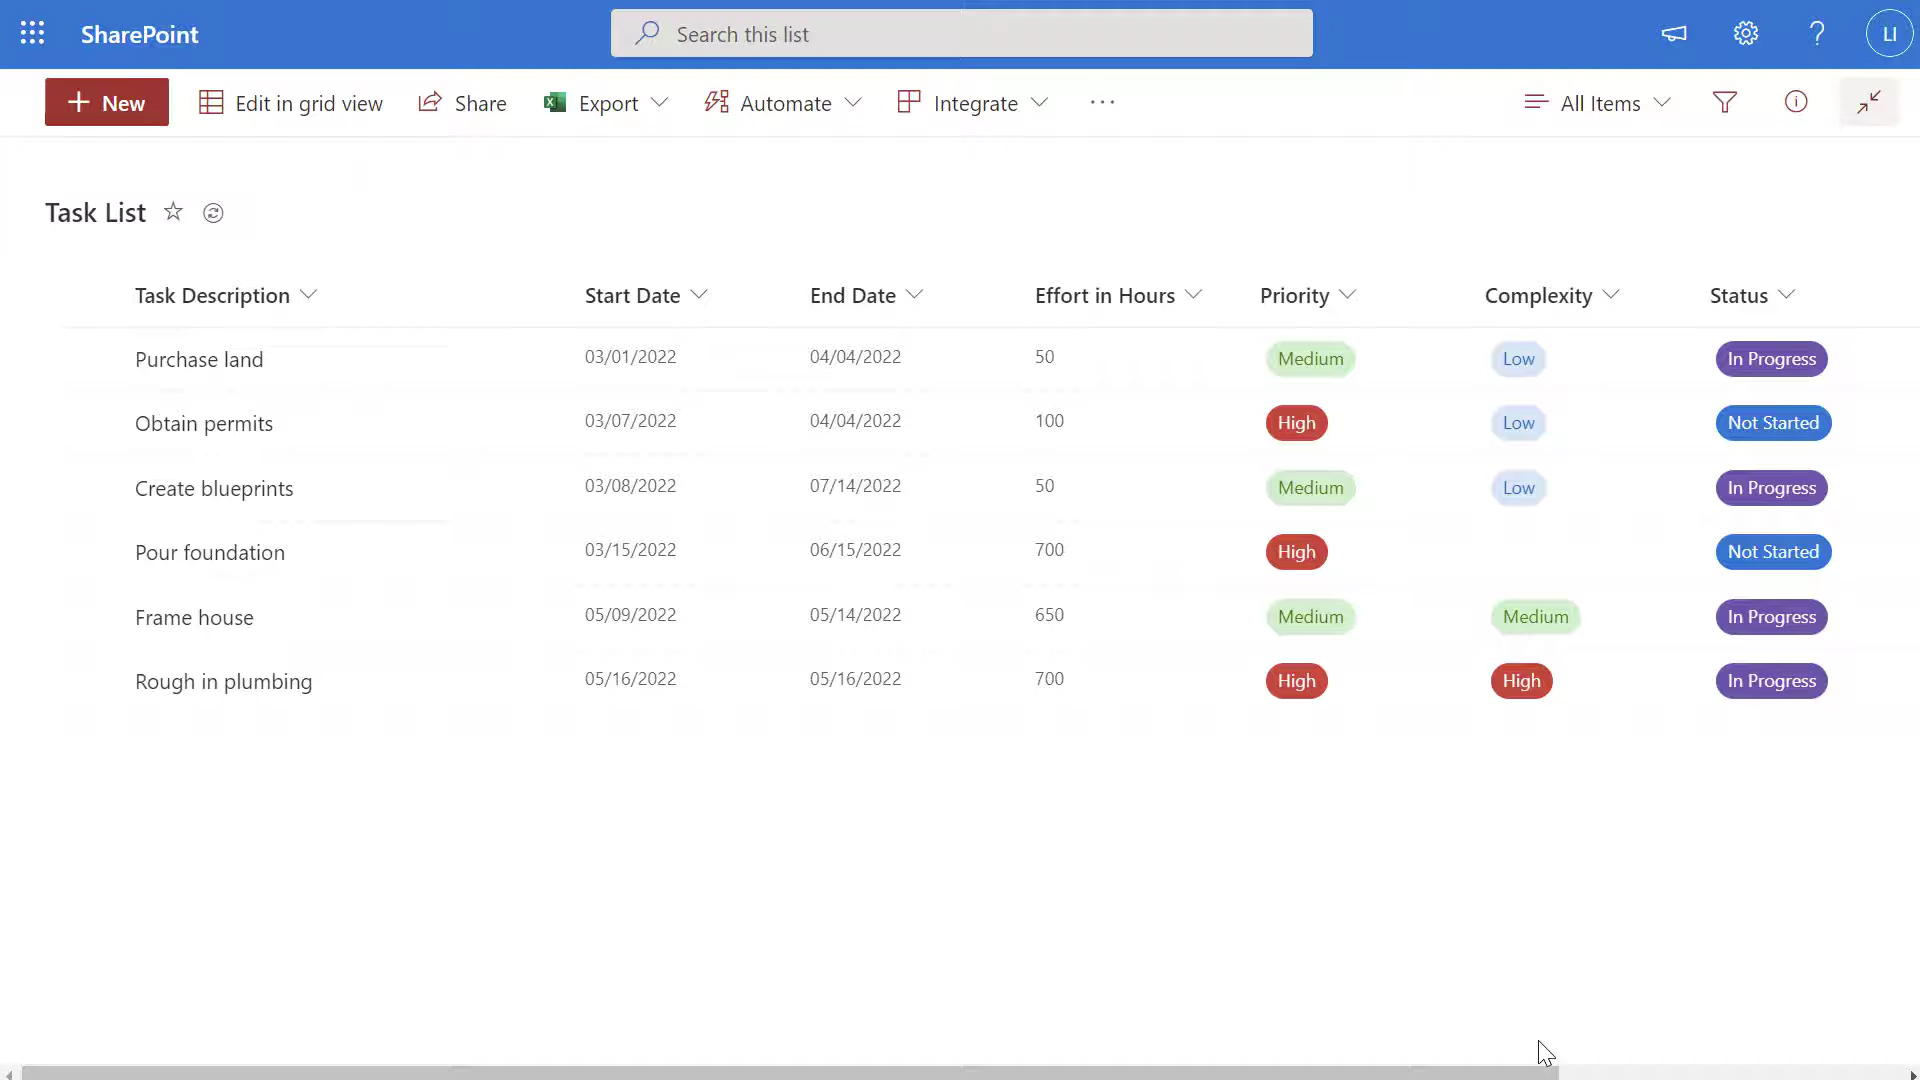 SharePoint
Search this list
LI
New
Edit in grid view
Share
Export
Automate
Integrate
All Items
Task List
Task Description Start Date End Date Effort in Hours Priority Complexity Status
Purchase land 03/01/2022 04/04/2022 50 Medium Low In Progress
Obtain permits 03/07/2022 04/04/2022 100 High Low Not Started
Create blueprints 03/08/2022 07/14/2022 50 Medium Low In Progress
Pour foundation 03/15/2022 06/15/2022 700 High Not Started
Frame house 05/09/2022 05/14/2022 650 Medium Medium In Progress
Rough in plumbing 05/16/2022 05/16/2022 700 High High In Progress